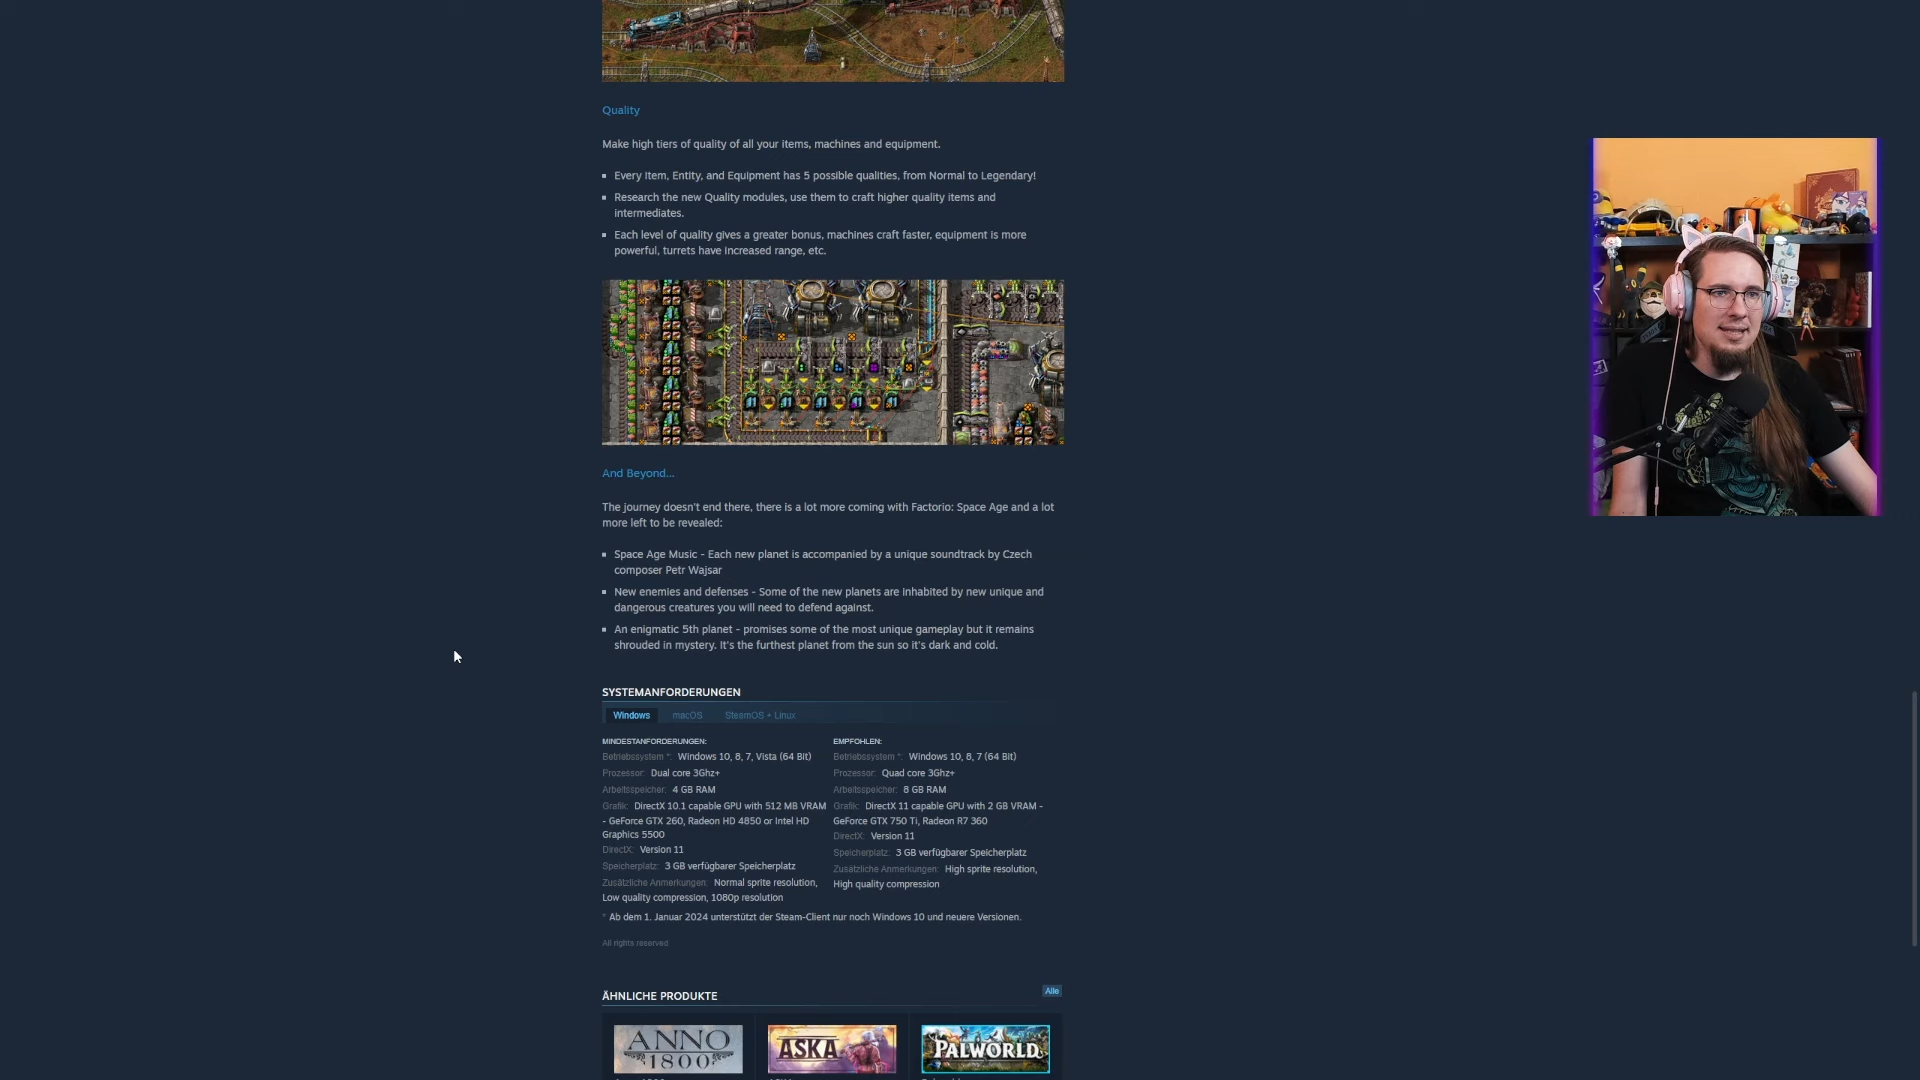 Quality
Make high tiers of quality of all your items, machines and equipment.
Every Item, Entity, and Equipment has 5 possible qualities, from Normal to Legendary!
Research the new Quality modules, use them to craft higher quality items and
intermediates.
Each level of quality gives a greater bonus, machines craft faster, equipment is more
powerful, turrets have increased range, etc.
And Beyond...
The journey doesn't end there, there is a lot more coming with Factorio: Space Age and a lot
more left to be revealed:
Space Age Music - Each new planet is accompanied by a unique soundtrack by Czech
composer Petr Wajsar
New enemies and defenses - Some of the new planets are inhabited by new unique and
dangerous creatures you will need to defend against.
An enigmatic 5th planet - promises some of the most unique gameplay but it remains
shrouded in mystery. It's the furthest planet from the sun so it's dark and cold.
SYSTEMANFORDERUNGEN
Windows macOS SteamOS + Linux
MINDESTANFORDERUNGEN:
Betriebssystem *: Windows 10, 8, 7, Vista (64 Bit)
Prozessor: Dual core 3Ghz+
Arbeitsspeicher: 4 GB RAM
Grafik: DirectX 10.1 capable GPU with 512 MB VRAM
- GeForce GTX 260, Radeon HD 4850 or Intel HD
Graphics 5500
DirectX: Version 11
Speicherplatz: 3 GB verfügbarer Speicherplatz
Zusätzliche Anmerkungen: Normal sprite resolution,
Low quality compression, 1080p resolution
EMPFOHLEN:
Betriebssystem *: Windows 10, 8, 7 (64 Bit)
Prozessor: Quad core 3Ghz+
Arbeitsspeicher: 8 GB RAM
Grafik: DirectX 11 capable GPU with 2 GB VRAM -
GeForce GTX 750 Ti, Radeon R7 360
DirectX: Version 11
Speicherplatz: 3 GB verfügbarer Speicherplatz
Zusätzliche Anmerkungen: High sprite resolution,
High quality compression
* Ab dem 1. Januar 2024 unterstützt der Steam-Client nur noch Windows 10 und neuere Versionen.
All rights reserved
ÄHNLICHE PRODUKTE
Alle
ANNO
1800
ASKA
PALWORLD